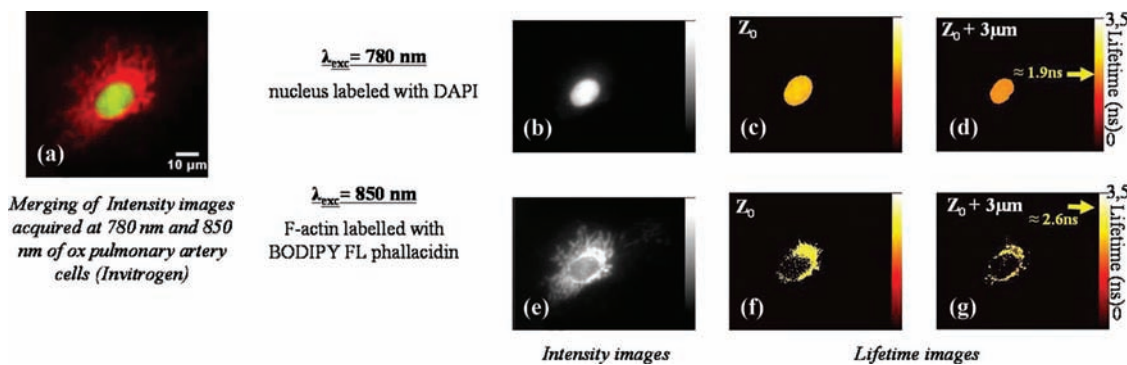 (a)
10 μm
Merging of Intensity images
acquired at 780 nm and 850
nm of ox pulmonary artery
cells (Invitrogen)
λexc= 780 nm
nucleus labeled with DAPI
λexc= 850 nm
F-actin labelled with
BODIPY FL phallacidin
(b)
Z0
(c)
Z0 + 3μm
≈ 1.9ns
(d)
3,5
Lifetime (ns)
0
(e)
Z0
(f)
Z0 + 3μm
≈ 2.6ns
(g)
3,5
Lifetime (ns)
0
Intensity images
Lifetime images